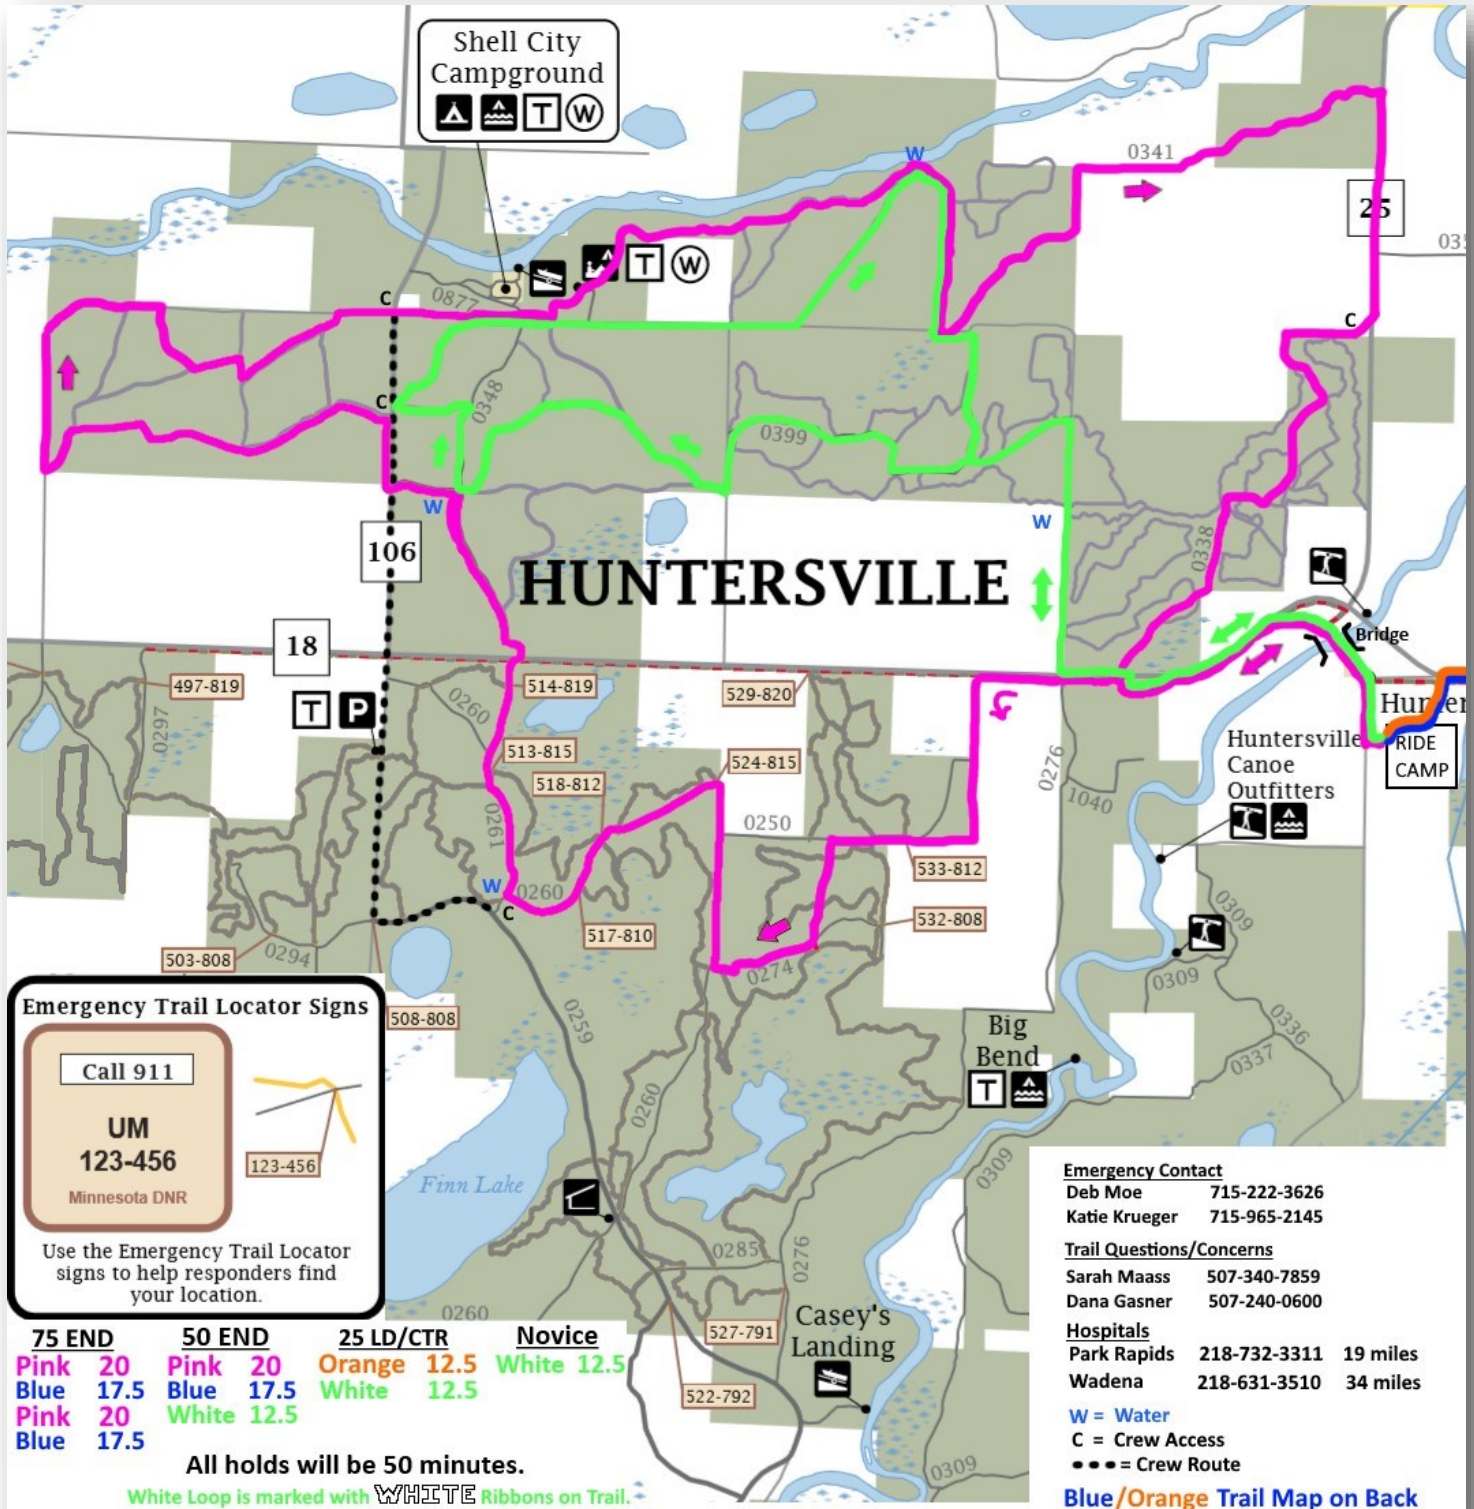 Shell City
Campground
T W
W
0341
25
035
T W
0877
C
C
C
0348
0399
W
W
106
0338
HUNTERSVILLE
18
Bridge
497-819
514-819
529-820
Hunter
T P
0297
0260
513-815
524-815
518-812
0276
1040
Huntersville
Canoe
Outfitters
RIDE
CAMP
0261
0250
533-812
W
0260
C
532-808
0309
517-810
503-808
0294
0274
0309
508-808
0259
Big
Bend
T
0336
0337
0260
0309
Emergency Trail Locator Signs
Call 911
UM
123-456
Minnesota DNR
123-456
Use the Emergency Trail Locator
signs to help responders find
your location.
Finn Lake
0285
0276
0260
527-791
Casey's
Landing
522-792
0309
Emergency Contact
Deb Moe 715-222-3626
Katie Krueger 715-965-2145
Trail Questions/Concerns
Sarah Maass 507-340-7859
Dana Gasner 507-240-0600
Hospitals
Park Rapids 218-732-3311 19 miles
Wadena 218-631-3510 34 miles
W = Water
C = Crew Access
= Crew Route
Blue/Orange Trail Map on Back
75 END 50 END 25 LD/CTR Novice
Pink 20 Pink 20 Orange 12.5 White 12.5
Blue 17.5 Blue 17.5 White 12.5
Pink 20 White 12.5
Blue 17.5
All holds will be 50 minutes.
White Loop is marked with WHITE Ribbons on Trail.